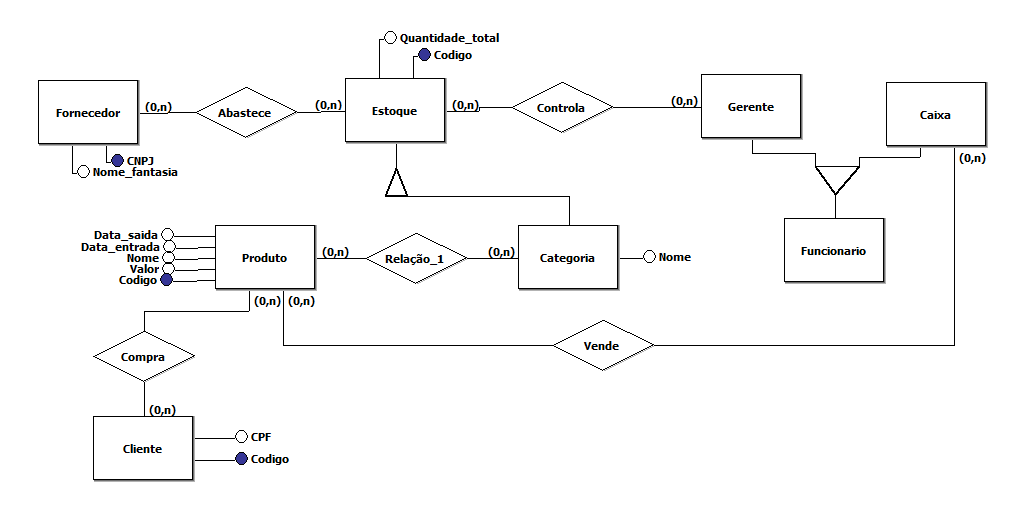 Quantidade_total
Codigo
Fornecedor
(0,n)
Abastece
(0,n)
Estoque
(0,n)
Controla
(0,n)
Gerente
Caixa
(0,n)
CNPJ
Nome_fantasia
Data_saida
Data_entrada
Nome
Valor
Codigo
Produto
(0,n)
Relação_1
(0,n)
Categoria
Nome
Funcionario
(0,n)
(0,n)
Compra
Vende
(0,n)
Cliente
CPF
Codigo